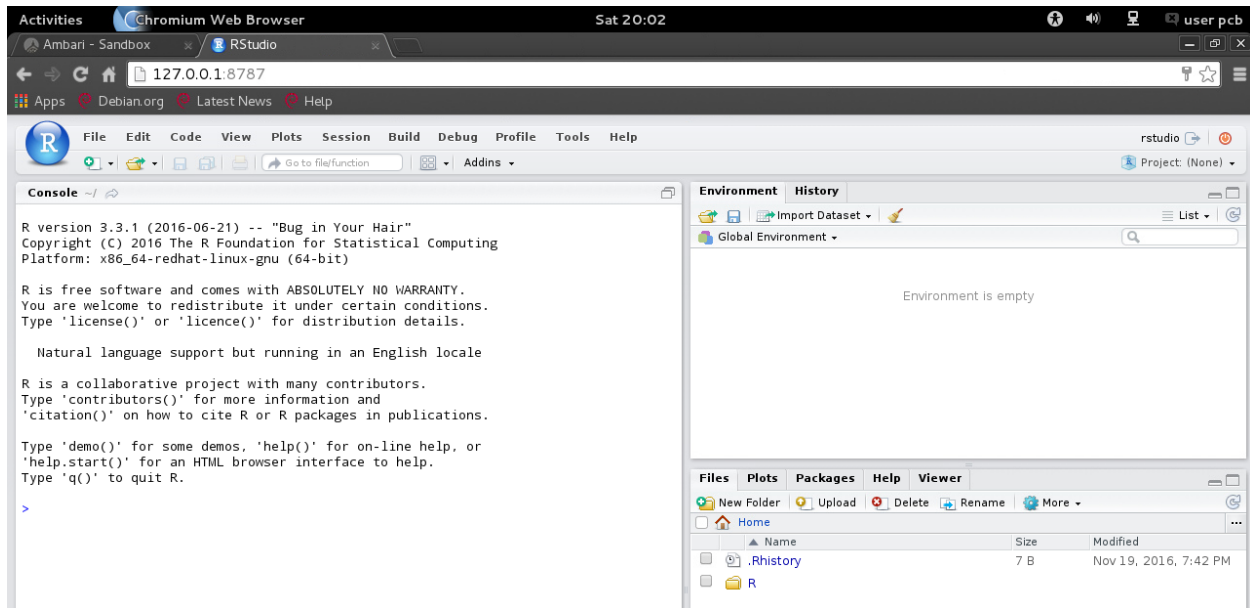 Activities Chromium Web Browser Sat 20:02 user pcb
Ambari - Sandbox RStudio
127.0.0.1:8787
Apps Debian.org Latest News Help
R File Edit Code View Plots Session Build Debug Profile Tools Help rstudio
Go to file/function Addins R Project: (None)
Console ~/
R version 3.3.1 (2016-06-21) -- "Bug in Your Hair"
Copyright (C) 2016 The R Foundation for Statistical Computing
Platform: x86_64-redhat-linux-gnu (64-bit)
R is free software and comes with ABSOLUTELY NO WARRANTY.
You are welcome to redistribute it under certain conditions.
Type 'license()' or 'licence()' for distribution details.
Natural language support but running in an English locale
R is a collaborative project with many contributors.
Type 'contributors()' for more information and
'citation()' on how to cite R or R packages in publications.
Type 'demo()' for some demos, 'help()' for on-line help, or
'help.start()' for an HTML browser interface to help.
Type 'q()' to quit R.
>
Environment History
Import Dataset List
Global Environment
Environment is empty
Files Plots Packages Help Viewer
New Folder Upload Delete Rename More
Home ...
Name Size Modified
.Rhistory 7 B Nov 19, 2016, 7:42 PM
R